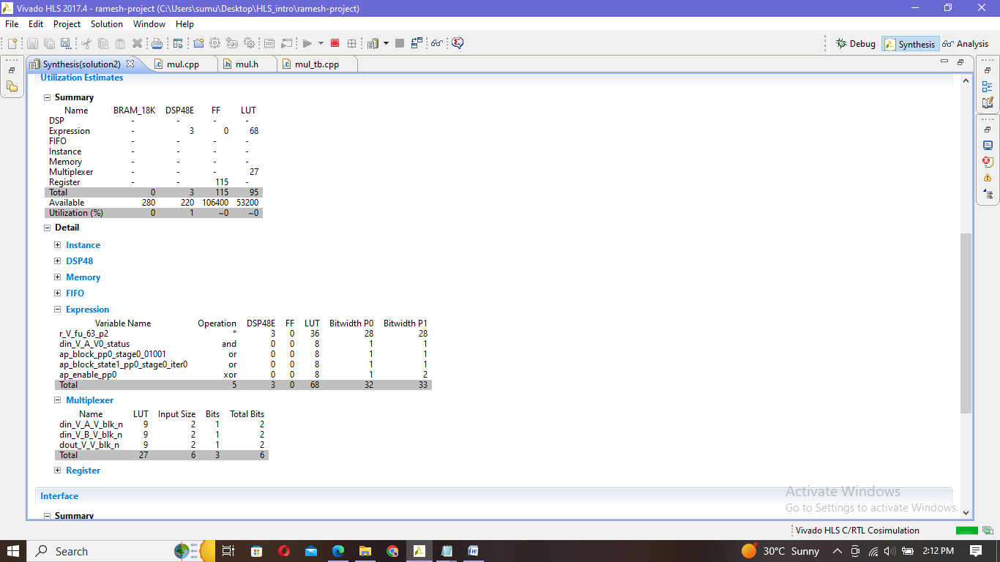 Vivado HLS 2017.4 - ramesh-project (C:\Users\sumu\Desktop\HLS_intro\ramesh-project)
File Edit Project Solution Window Help
Debug Synthesis Analysis
Synthesis(solution2) mul.cpp mul.h mul_tb.cpp
Utilization Estimates
Summary
Name BRAM_18K DSP48E FF LUT
DSP - - - -
Expression - 3 0 68
FIFO - - - -
Instance - - - -
Memory - - - -
Multiplexer - - - 27
Register - - 115 -
Total 0 3 115 95
Available 280 220 106400 53200
Utilization (%) 0 1 ~0 ~0
Detail
Instance
DSP48
Memory
FIFO
Expression
Variable Name Operation DSP48E FF LUT Bitwidth P0 Bitwidth P1
r_V_fu_63_p2 * 3 0 36 28 28
din_V_A_V0_status and 0 0 8 1 1
ap_block_pp0_stage0_01001 or 0 0 8 1 1
ap_block_state1_pp0_stage0_iter0 or 0 0 8 1 1
ap_enable_pp0 xor 0 0 8 1 2
Total 5 3 0 68 32 33
Multiplexer
Name LUT Input Size Bits Total Bits
din_V_A_V_blk_n 9 2 1 2
din_V_B_V_blk_n 9 2 1 2
dout_V_V_blk_n 9 2 1 2
Total 27 6 3 6
Register
Interface
Summary
Activate Windows
Go to Settings to activate Windows.
Vivado HLS C/RTL Cosimulation
Search
30°C Sunny
2:12 PM